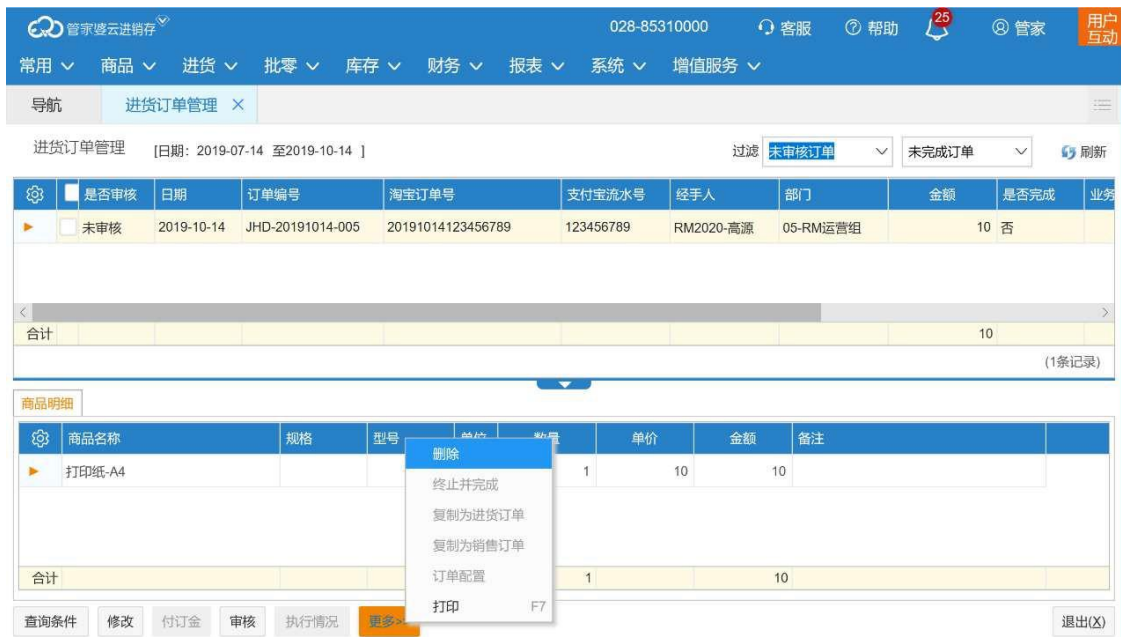 管家婆云进销存 028-85310000 客服 帮助 25 管家 用户互动
常用 商品 进货 批零 库存 财务 报表 系统 增值服务
导航 进货订单管理
进货订单管理 [日期：2019-07-14 至2019-10-14 ] 过滤 未审核订单 未完成订单 刷新
是否审核 日期 订单编号 淘宝订单号 支付宝流水号 经手人 部门 金额 是否完成 业务
未审核 2019-10-14 JHD-20191014-005 20191014123456789 123456789 RM2020-高源 05-RM运营组 10 否
合计 10
(1条记录)
商品明细
商品名称 规格 型号 单位 数量 单价 金额 备注
删除
打印纸-A4 1 10 10
终止并完成
复制为进货订单
复制为销售订单
订单配置
合计 1 10
打印 F7
查询条件 修改 付订金 审核 执行情况 更多>> 退出(X)